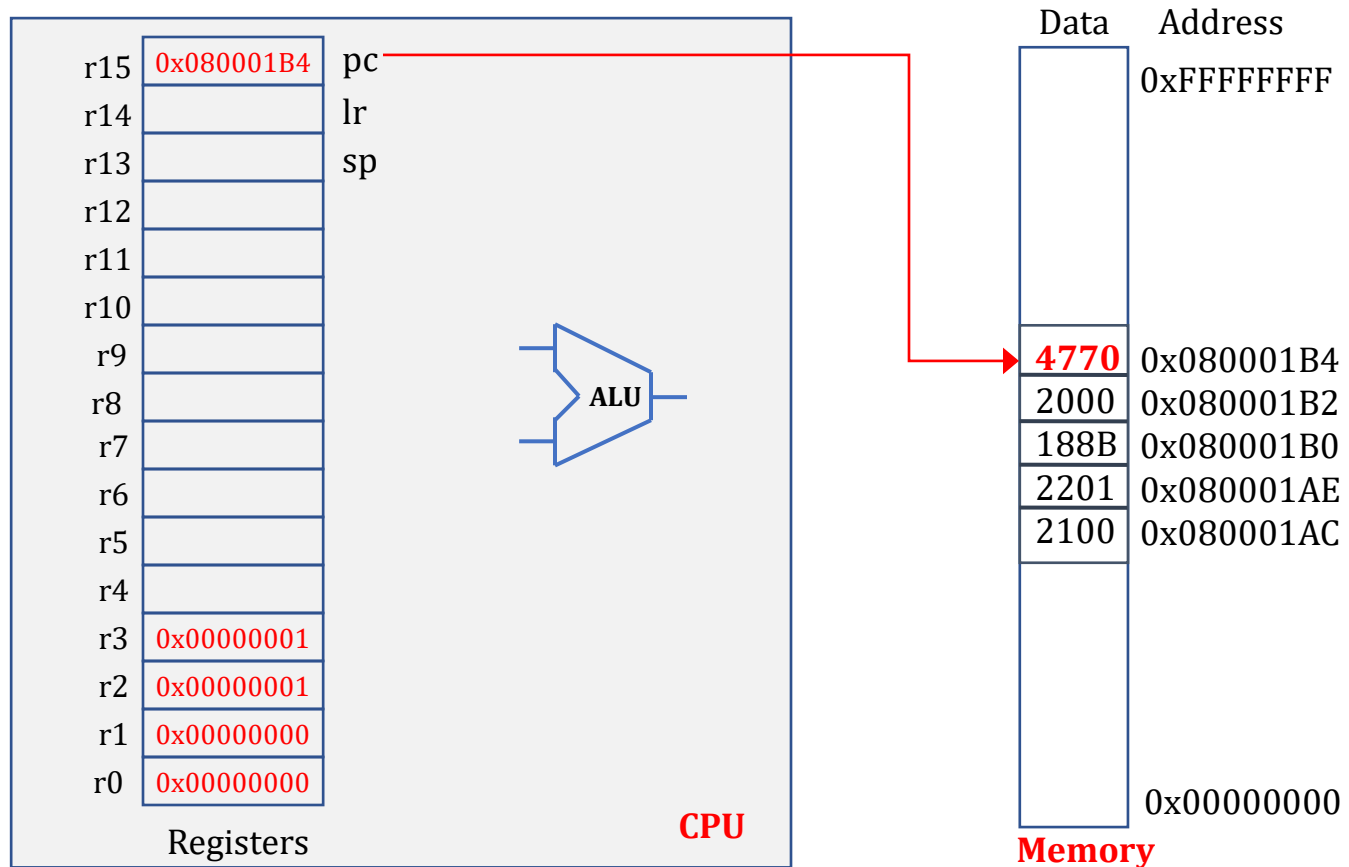 Data Address
r15 0x080001B4 pc
0xFFFFFFFF
r14 lr
r13 sp
r12
r11
r10
r9
4770 0x080001B4
r8
ALU
2000 0x080001B2
r7
188B 0x080001B0
r6
2201 0x080001AE
r5
2100 0x080001AC
r4
r3 0x00000001
r2 0x00000001
r1 0x00000000
r0 0x00000000
0x00000000
Registers
CPU
Memory